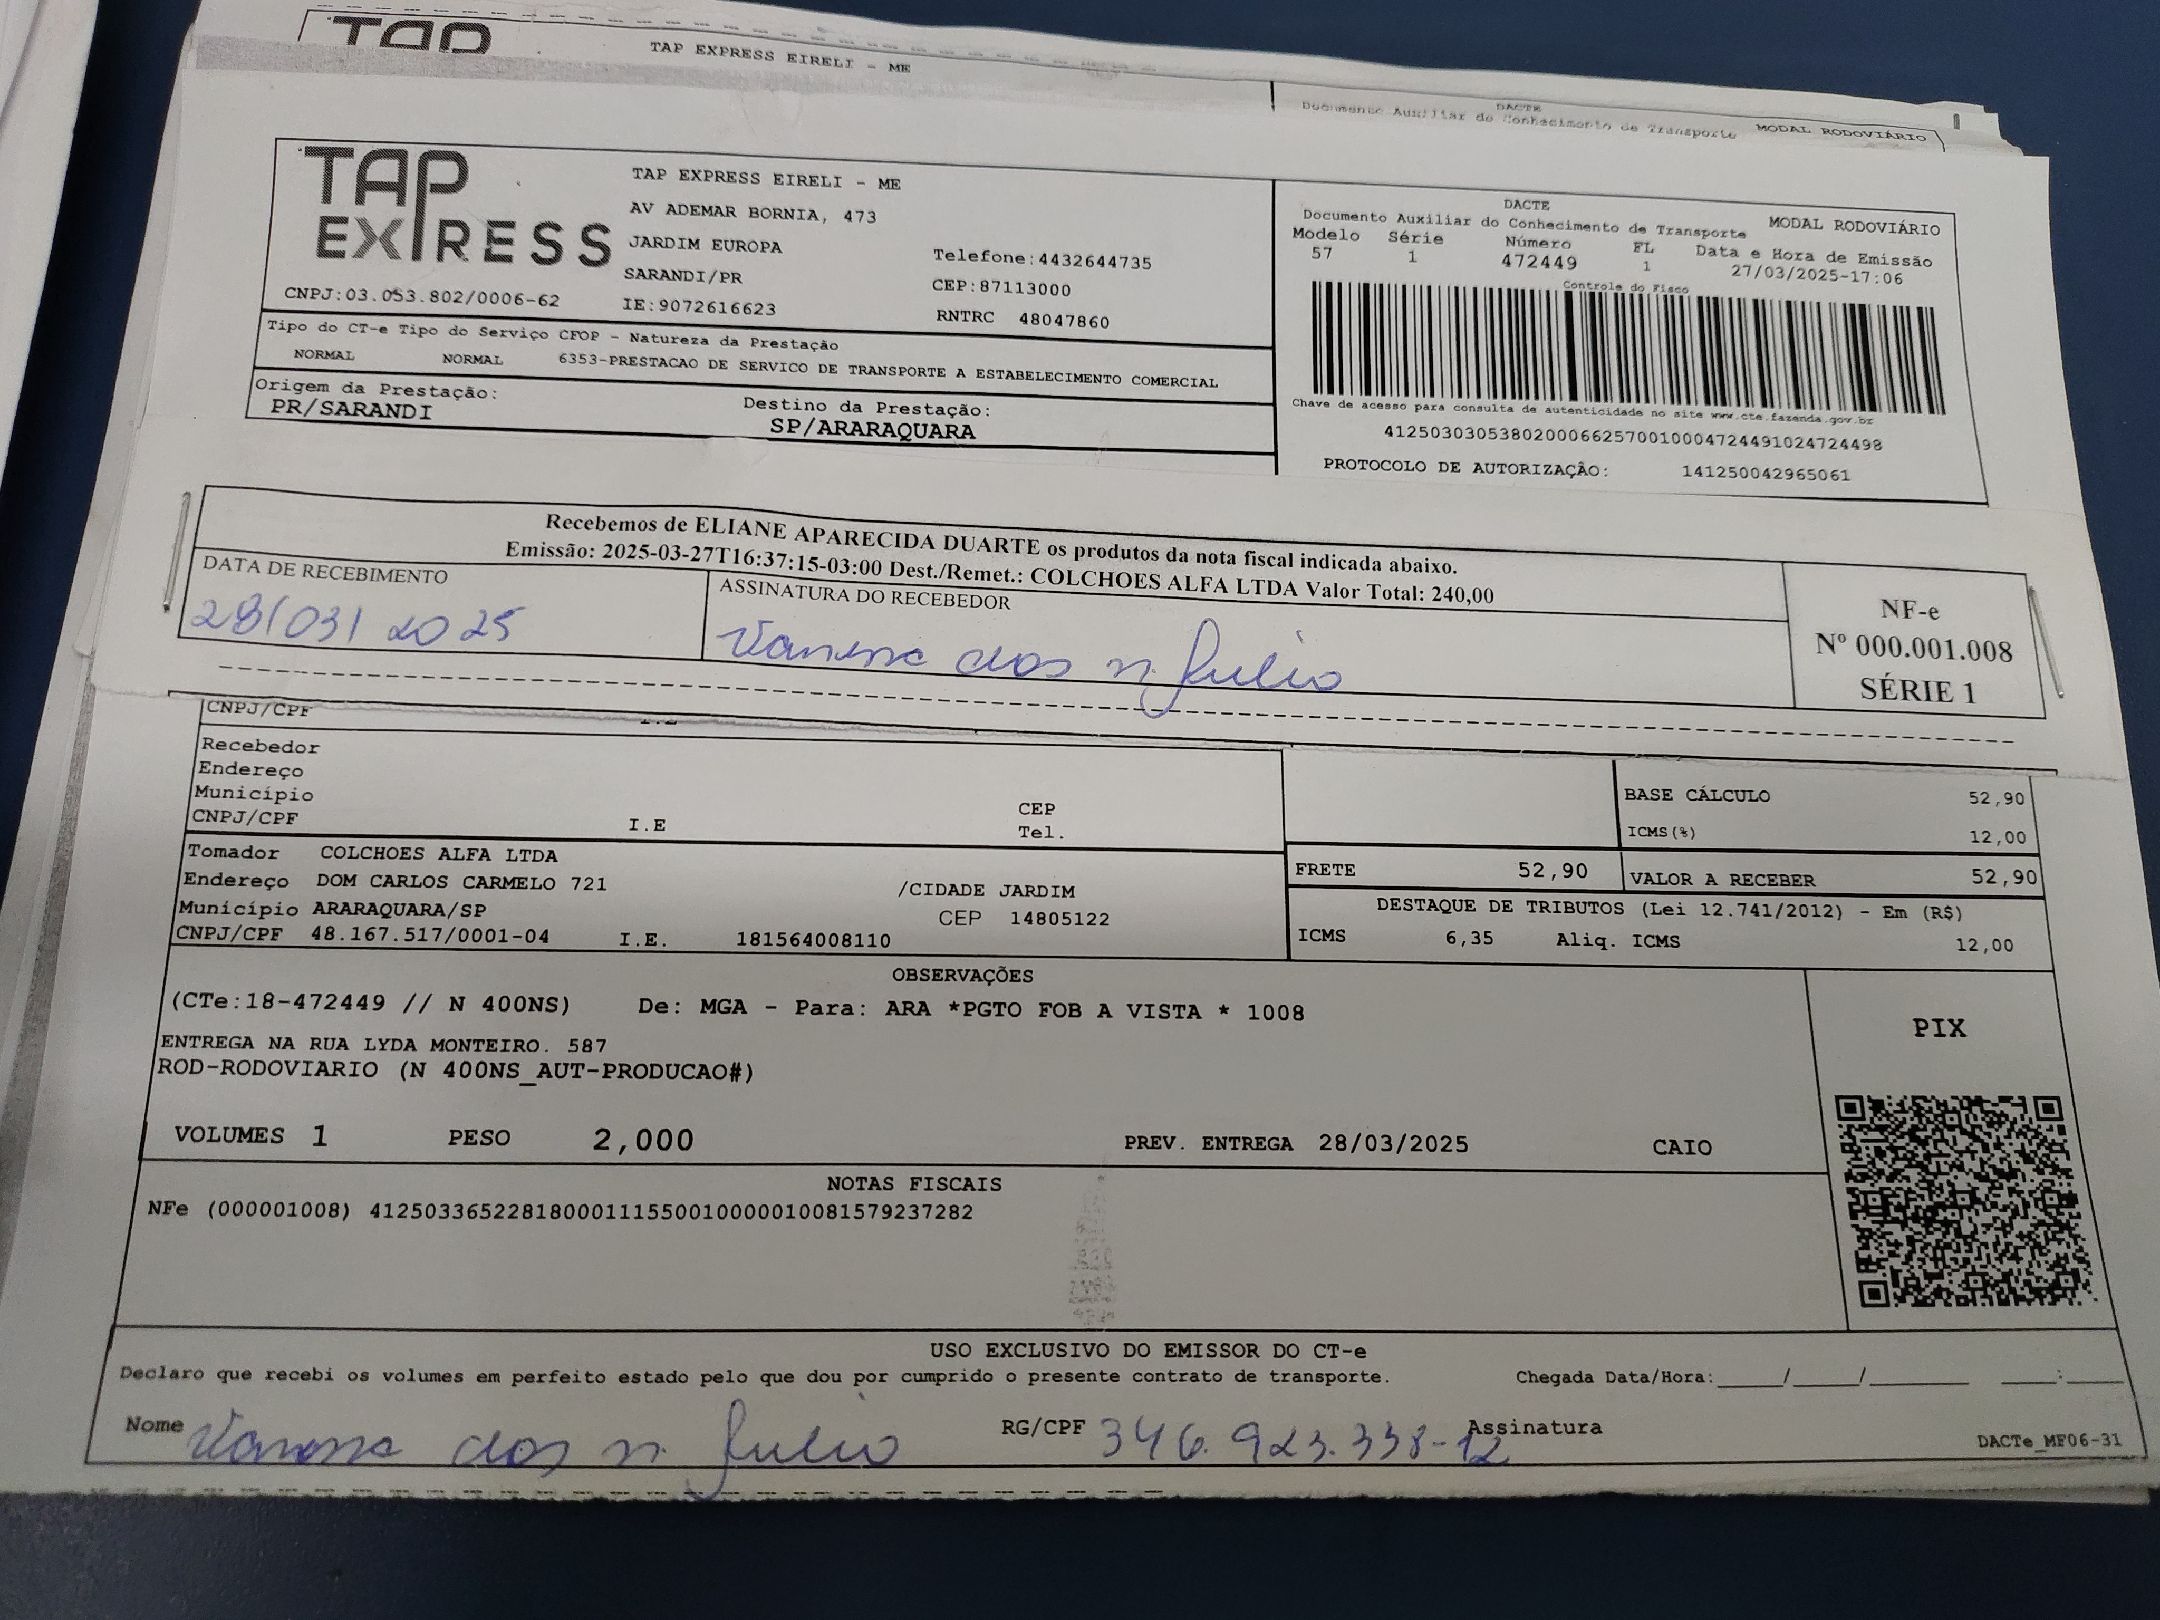 TAP
TAP EXPRESS EIRELI - ME
DACTE
Documento Auxiliar do Conhecimento de Transporte
MODAL RODOVIÁRIO
TAP
EXPRESS
TAP EXPRESS EIRELI - ME
AV ADEMAR BORNIA, 473
JARDIM EUROPA
Telefone:4432644735
SARANDI/PR
CEP:87113000
CNPJ:03.053.802/0006-62
IE:9072616623
RNTRC 48047860
DACTE
Documento Auxiliar do Conhecimento de Transporte
MODAL RODOVIÁRIO
Modelo Série Número FL Data e Hora de Emissão
57 1 472449 1 27/03/2025-17:06
Controle do Fisco
Tipo do CT-e Tipo do Serviço CFOP - Natureza da Prestação
NORMAL NORMAL 6353-PRESTACAO DE SERVICO DE TRANSPORTE A ESTABELECIMENTO COMERCIAL
Origem da Prestação: Destino da Prestação:
PR/SARANDI SP/ARARAQUARA
Chave de acesso para consulta de autenticidade no site www.cte.fazenda.gov.br
41250303053802000662570010004724491024724498
PROTOCOLO DE AUTORIZAÇÃO: 141250042965061
Recebemos de ELIANE APARECIDA DUARTE os produtos da nota fiscal indicada abaixo.
Emissão: 2025-03-27T16:37:15-03:00 Dest./Remet.: COLCHOES ALFA LTDA Valor Total: 240,00
DATA DE RECEBIMENTO
ASSINATURA DO RECEBEDOR
28/03/2025
dos n. Julio
NF-e
Nº 000.001.008
SÉRIE 1
CNPJ/CPF I.E
Recebedor
Endereço
Município CEP
CNPJ/CPF I.E Tel.
BASE CÁLCULO 52,90
ICMS(%) 12,00
Tomador COLCHOES ALFA LTDA
Endereço DOM CARLOS CARMELO 721 /CIDADE JARDIM
Município ARARAQUARA/SP CEP 14805122
CNPJ/CPF 48.167.517/0001-04 I.E. 181564008110
FRETE 52,90 VALOR A RECEBER 52,90
DESTAQUE DE TRIBUTOS (Lei 12.741/2012) - Em (R$)
ICMS 6,35 Aliq. ICMS 12,00
OBSERVAÇÕES
(CTe:18-472449 // N 400NS) De: MGA - Para: ARA *PGTO FOB A VISTA * 1008
ENTREGA NA RUA LYDA MONTEIRO. 587
ROD-RODOVIARIO (N 400NS_AUT-PRODUCAO#)
PIX
VOLUMES 1 PESO 2,000 PREV. ENTREGA 28/03/2025 CAIO
NOTAS FISCAIS
NFe (000001008) 41250336522818000111550010000010081579237282
USO EXCLUSIVO DO EMISSOR DO CT-e
Declaro que recebi os volumes em perfeito estado pelo que dou por cumprido o presente contrato de transporte. Chegada Data/Hora:____/____/________ ____:____
Nome dos n. Julio RG/CPF 346.923.338-12 Assinatura
DACTe_MF06-31